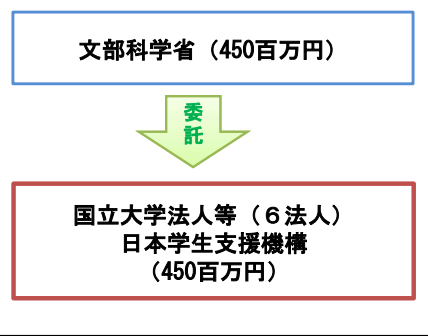 文部科学省（450百万円）
委
託
国立大学法人等（６法人）
日本学生支援機構
（450百万円）